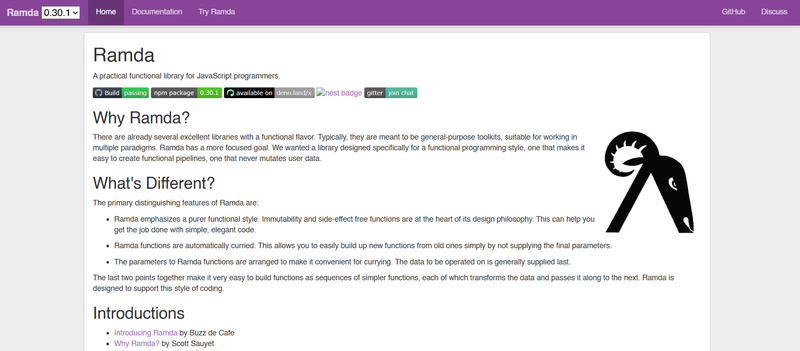 Ramda 0.30.1 Home Documentation Try Ramda GitHub Discuss
Ramda
A practical functional library for JavaScript programmers.
Build passing npm package 0.30.1 available on deno.land/x nest badge gitter join chat
Why Ramda?
There are already several excellent libraries with a functional flavor. Typically, they are meant to be general-purpose toolkits, suitable for working in
multiple paradigms. Ramda has a more focused goal. We wanted a library designed specifically for a functional programming style, one that makes it
easy to create functional pipelines, one that never mutates user data.
What's Different?
The primary distinguishing features of Ramda are:
• Ramda emphasizes a purer functional style. Immutability and side-effect free functions are at the heart of its design philosophy. This can help you
get the job done with simple, elegant code.
• Ramda functions are automatically curried. This allows you to easily build up new functions from old ones simply by not supplying the final parameters.
• The parameters to Ramda functions are arranged to make it convenient for currying. The data to be operated on is generally supplied last.
The last two points together make it very easy to build functions as sequences of simpler functions, each of which transforms the data and passes it along to the next. Ramda is
designed to support this style of coding.
Introductions
• Introducing Ramda by Buzz de Cafe
• Why Ramda? by Scott Sauyet